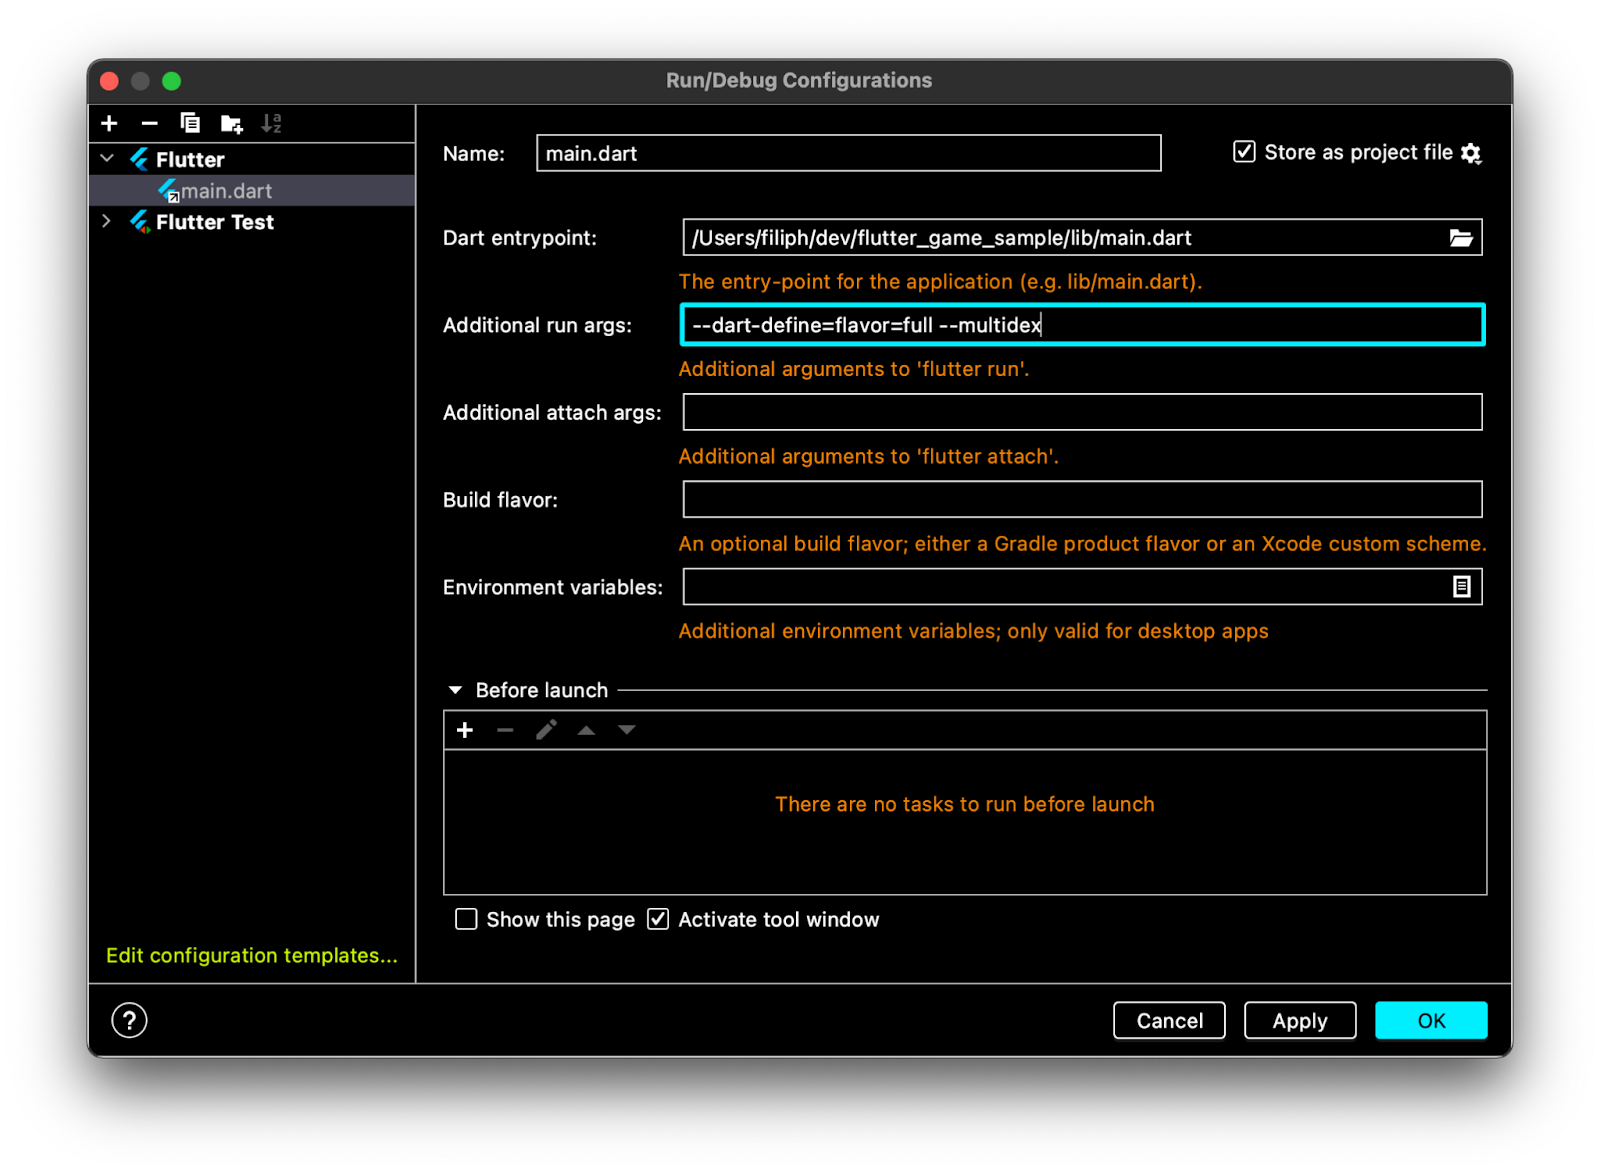 Run/Debug Configurations
Flutter
main.dart
Flutter Test
Edit configuration templates...
Name: main.dart
Store as project file
Dart entrypoint: /Users/filiph/dev/flutter_game_sample/lib/main.dart
The entry-point for the application (e.g. lib/main.dart).
Additional run args: --dart-define=flavor=full --multidex
Additional arguments to 'flutter run'.
Additional attach args:
Additional arguments to 'flutter attach'.
Build flavor:
An optional build flavor; either a Gradle product flavor or an Xcode custom scheme.
Environment variables:
Additional environment variables; only valid for desktop apps
Before launch
There are no tasks to run before launch
Show this page Activate tool window
? Cancel Apply OK